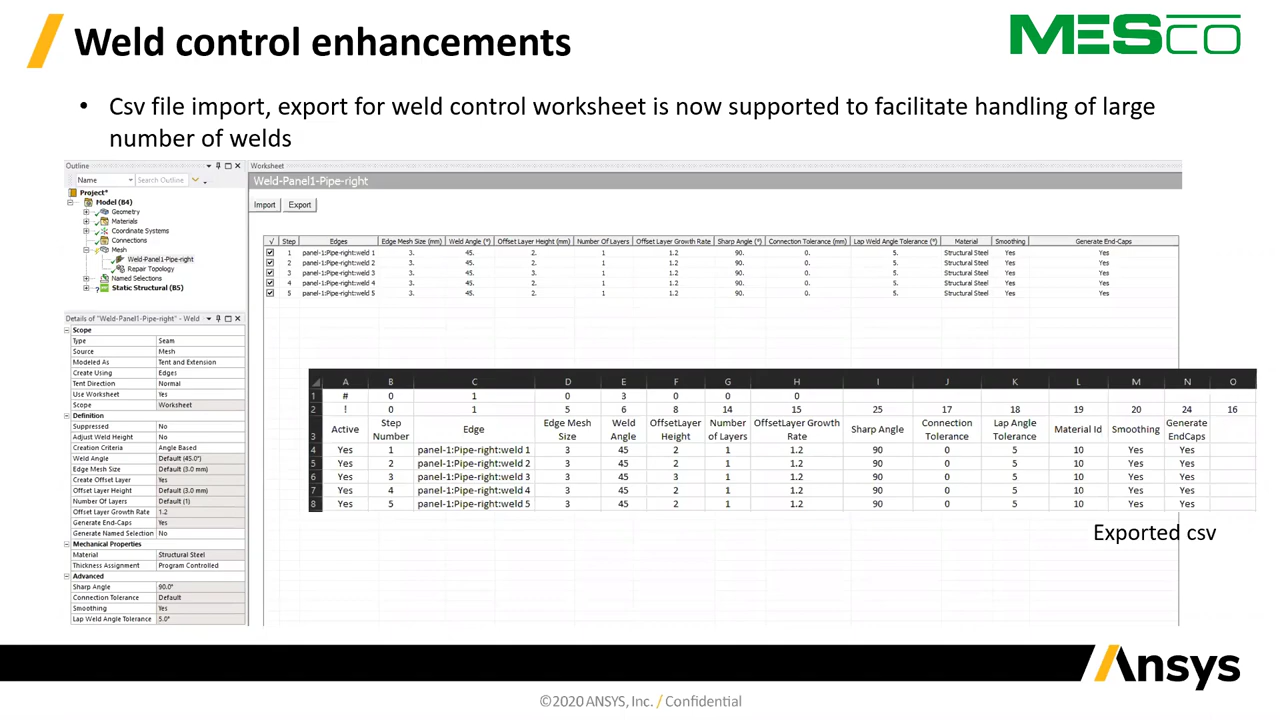 Weld control enhancements
MESco
• Csv file import, export for weld control worksheet is now supported to facilitate handling of large
number of welds
Outline
Name Search Outline
Project*
Model (B4)
Geometry
Materials
Coordinate Systems
Connections
Mesh
Weld-Panel1-Pipe-right
Repair Topology
Named Selections
Static Structural (B5)
Details of "Weld-Panel1-Pipe-right" - Weld
Scope
Type Seam
Source Mesh
Modeled As Tent and Extension
Create Using Edges
Tent Direction Normal
Use Worksheet Yes
Scope Worksheet
Definition
Suppressed No
Adjust Weld Height No
Creation Criteria Angle Based
Weld Angle Default (45.0°)
Edge Mesh Size Default (3.0 mm)
Create Offset Layer Yes
Offset Layer Height Default (3.0 mm)
Number Of Layers Default (1)
Offset Layer Growth Rate 1.2
Generate End-Caps Yes
Generate Named Selection No
Mechanical Properties
Material Structural Steel
Thickness Assignment Program Controlled
Advanced
Sharp Angle 90.0°
Connection Tolerance Default
Smoothing Yes
Lap Weld Angle Tolerance 5.0°
Worksheet
Weld-Panel1-Pipe-right
Import Export
√ Step Edges Edge Mesh Size (mm) Weld Angle (°) Offset Layer Height (mm) Number Of Layers Offset Layer Growth Rate Sharp Angle (°) Connection Tolerance (mm) Lap Weld Angle Tolerance (°) Material Smoothing Generate End-Caps
1 panel-1:Pipe-right:weld 1 3. 45. 2. 1 1.2 90. 0. 5. Structural Steel Yes Yes
2 panel-1:Pipe-right:weld 2 3. 45. 2. 1 1.2 90. 0. 5. Structural Steel Yes Yes
3 panel-1:Pipe-right:weld 3 3. 45. 3. 1 1.2 90. 0. 5. Structural Steel Yes Yes
4 panel-1:Pipe-right:weld 4 3. 45. 2. 1 1.2 90. 0. 5. Structural Steel Yes Yes
5 panel-1:Pipe-right:weld 5 3. 45. 2. 1 1.2 90. 0. 5. Structural Steel Yes Yes
A B C D E F G H I J K L M N O
1 # 0 1 0 3 0 0 0
2 ! 0 1 5 6 8 14 15 25 17 18 19 20 24 16
3 Active Step Number Edge Edge Mesh Size Weld Angle OffsetLayer Height Number of Layers OffsetLayer Growth Rate Sharp Angle Connection Tolerance Lap Angle Tolerance Material Id Smoothing Generate EndCaps
4 Yes 1 panel-1:Pipe-right:weld 1 3 45 2 1 1.2 90 0 5 10 Yes Yes
5 Yes 2 panel-1:Pipe-right:weld 2 3 45 2 1 1.2 90 0 5 10 Yes Yes
6 Yes 3 panel-1:Pipe-right:weld 3 3 45 3 1 1.2 90 0 5 10 Yes Yes
7 Yes 4 panel-1:Pipe-right:weld 4 3 45 2 1 1.2 90 0 5 10 Yes Yes
8 Yes 5 panel-1:Pipe-right:weld 5 3 45 2 1 1.2 90 0 5 10 Yes Yes
Exported csv
Ansys
©2020 ANSYS, Inc. / Confidential